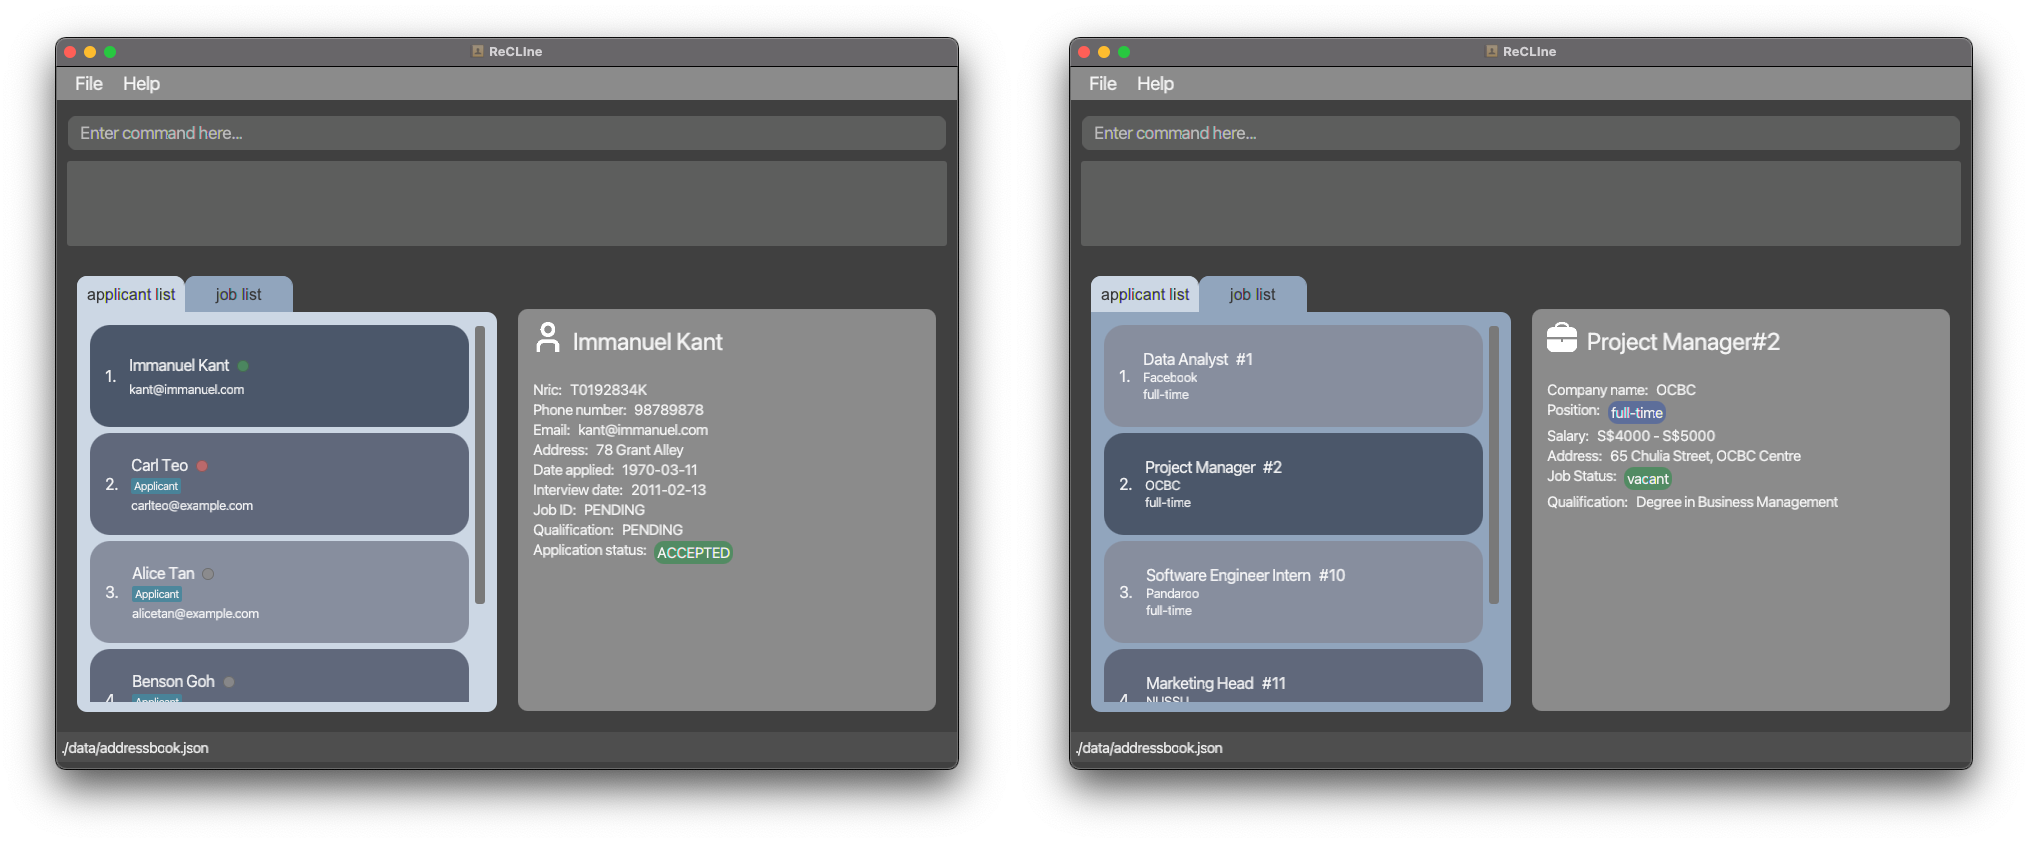 ReCLIne
File Help
Enter command here...
applicant list job list
1. Immanuel Kant
kant@immanuel.com
2. Carl Teo
Applicant
carlteo@example.com
3. Alice Tan
Applicant
alicetan@example.com
4. Benson Goh
Applicant
Immanuel Kant
Nric: T0192834K
Phone number: 98789878
Email: kant@immanuel.com
Address: 78 Grant Alley
Date applied: 1970-03-11
Interview date: 2011-02-13
Job ID: PENDING
Qualification: PENDING
Application status: ACCEPTED
./data/addressbook.json
ReCLIne
File Help
Enter command here...
applicant list job list
1. Data Analyst #1
Facebook
full-time
2. Project Manager #2
OCBC
full-time
3. Software Engineer Intern #10
Pandaroo
full-time
4. Marketing Head #11
NUSSU
Project Manager#2
Company name: OCBC
Position: full-time
Salary: S$4000 - S$5000
Address: 65 Chulia Street, OCBC Centre
Job Status: vacant
Qualification: Degree in Business Management
./data/addressbook.json